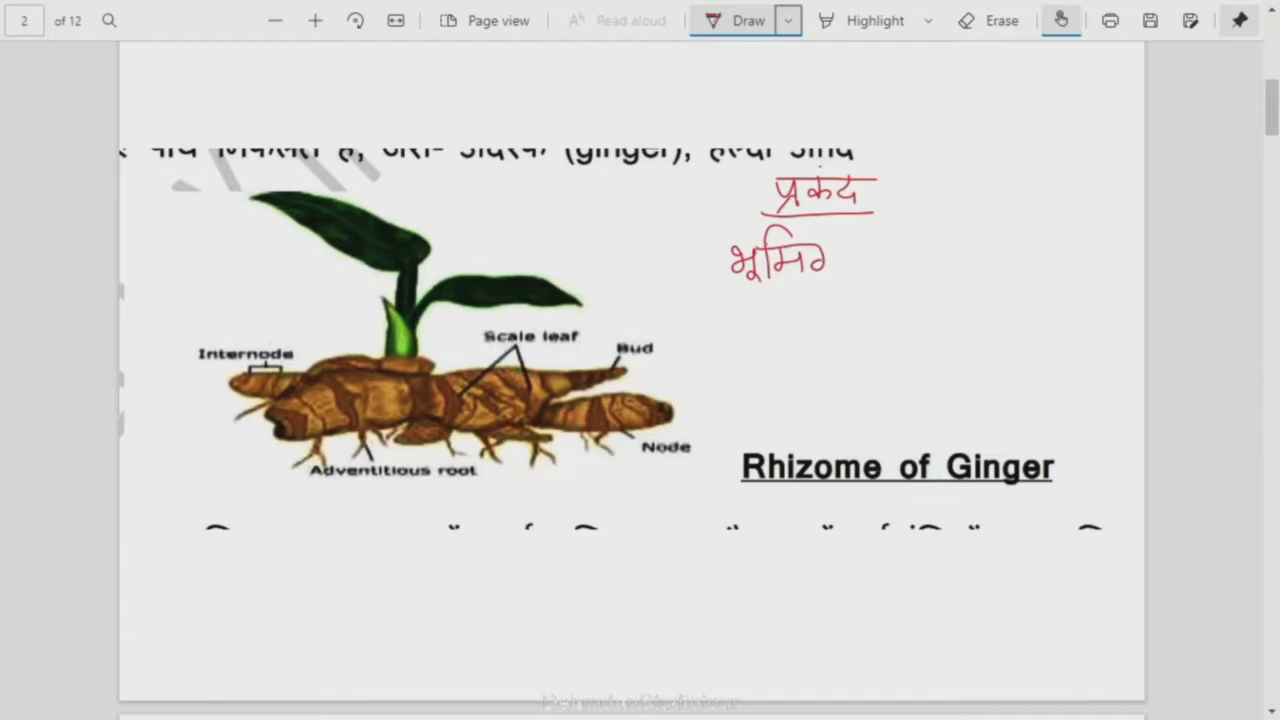 2 of 12 Page view Read aloud Draw Highlight Erase
(ginger),
प्रकंद
भूमिग
Scale leaf
Bud
Internode
Node
Adventitious root
Rhizome of Ginger